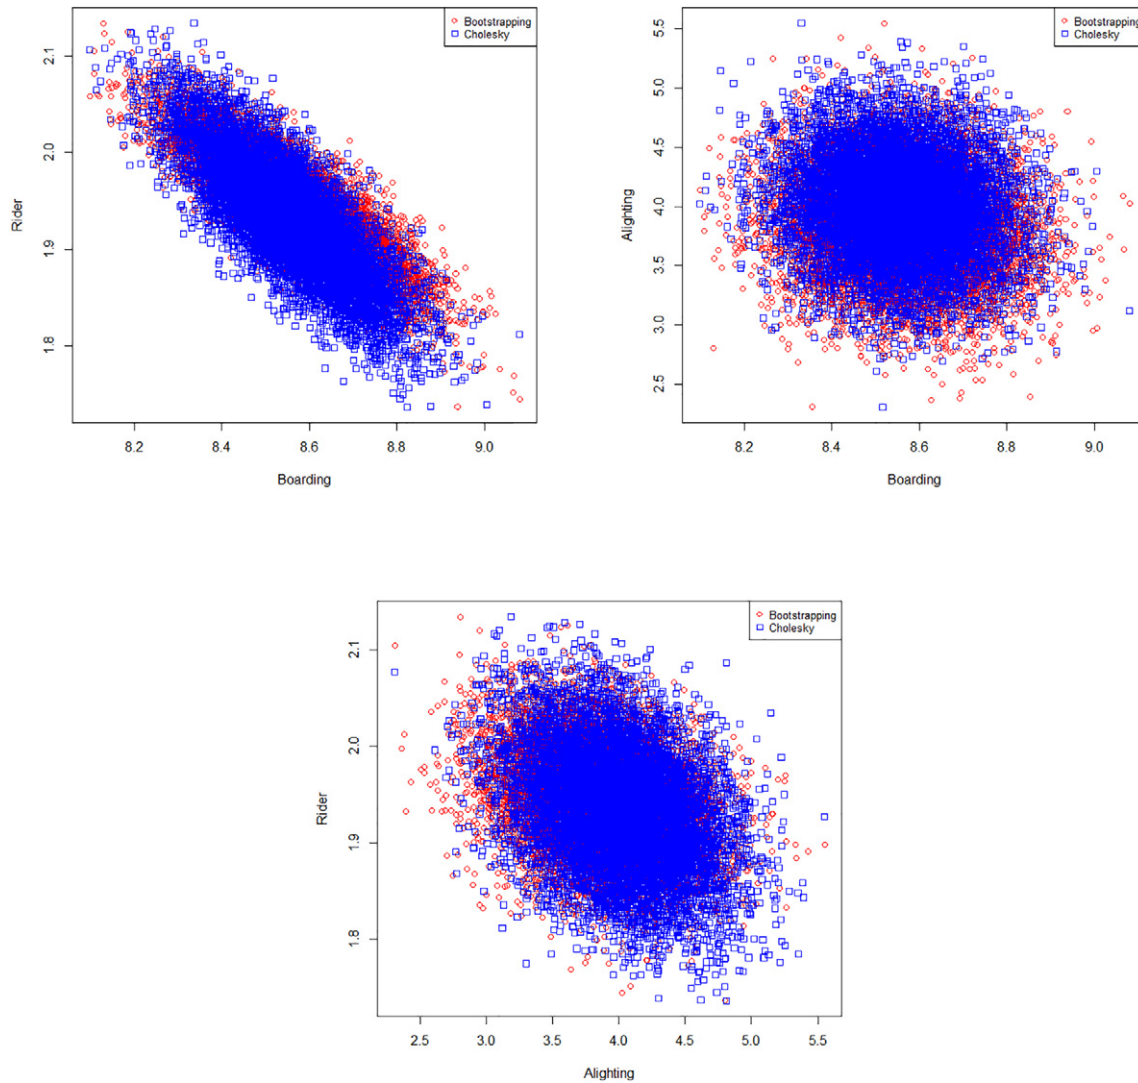 Bootstrapping
Cholesky
2.1
2.0
1.9
1.8
Rider
8.2 8.4 8.6 8.8 9.0
Boarding
Bootstrapping
Cholesky
5.5
5.0
4.5
4.0
3.5
3.0
2.5
Alighting
8.2 8.4 8.6 8.8 9.0
Boarding
Bootstrapping
Cholesky
2.1
2.0
1.9
1.8
Rider
2.5 3.0 3.5 4.0 4.5 5.0 5.5
Alighting